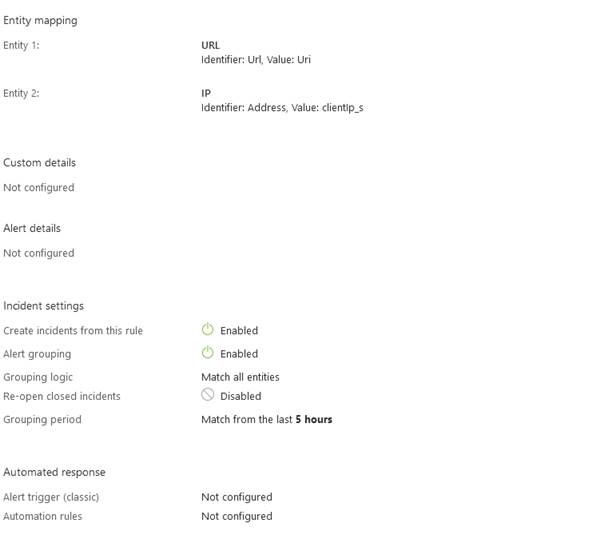 Entity mapping
Entity 1: URL
Identifier: Url, Value: Uri
Entity 2: IP
Identifier: Address, Value: clientIp_s
Custom details
Not configured
Alert details
Not configured
Incident settings
Create incidents from this rule Enabled
Alert grouping Enabled
Grouping logic Match all entities
Re-open closed incidents Disabled
Grouping period Match from the last 5 hours
Automated response
Alert trigger (classic) Not configured
Automation rules Not configured